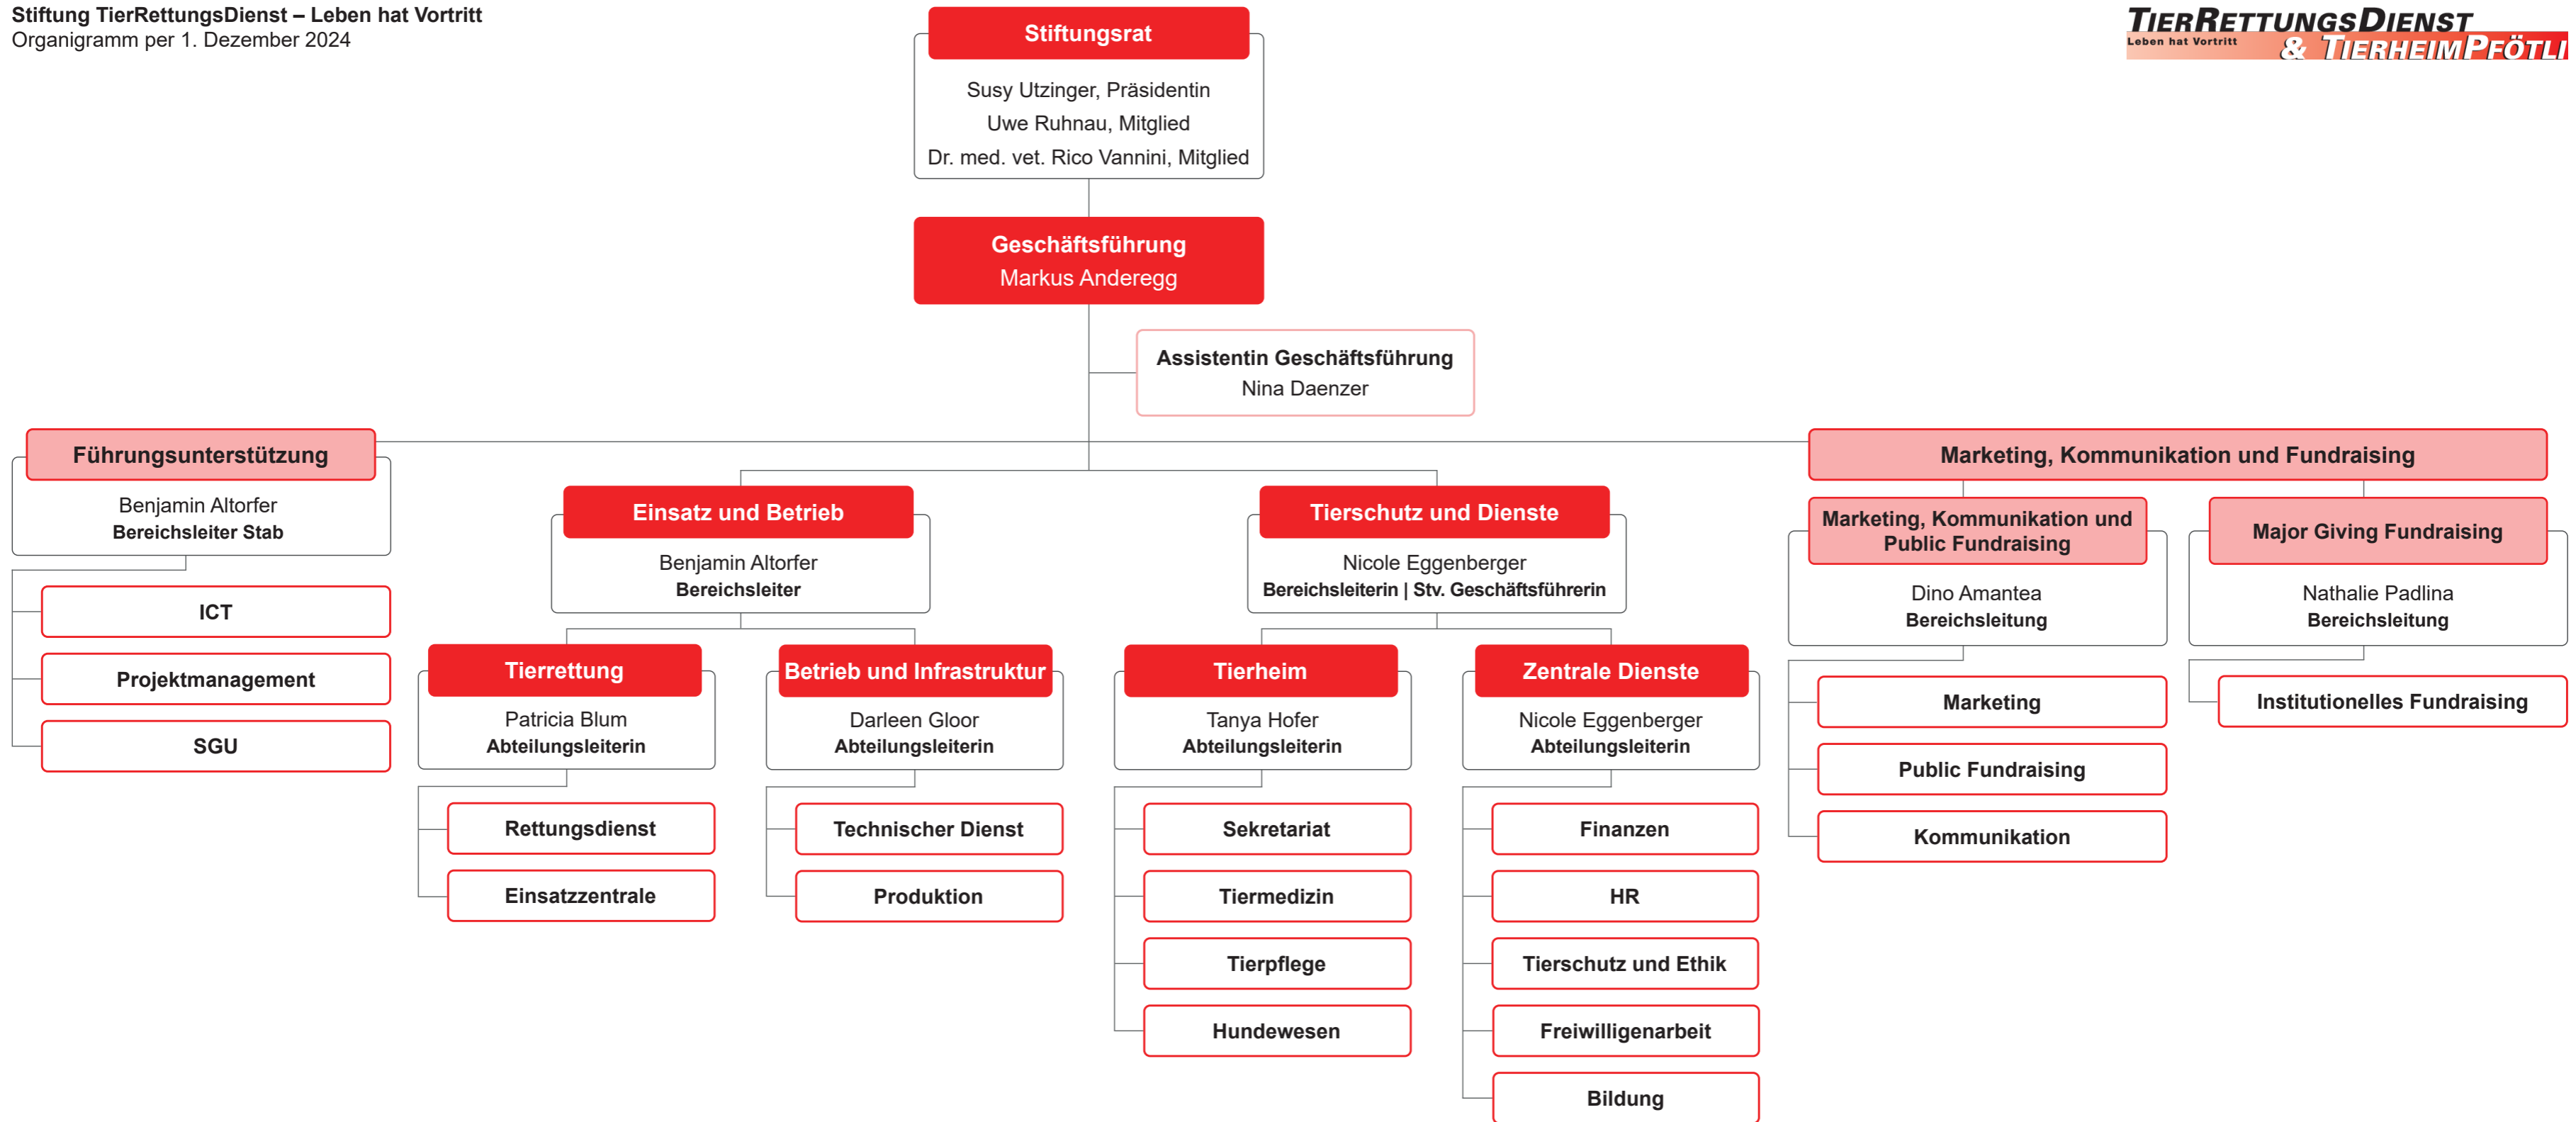 Stiftung TierRettungsDienst – Leben hat Vortritt
Organigramm per 1. Dezember 2024
TIERRETTUNGSDIENST
Leben hat Vortritt
& TIERHEIMPFÖTLI
Stiftungsrat
Susy Utzinger, Präsidentin
Uwe Ruhnau, Mitglied
Dr. med. vet. Rico Vannini, Mitglied
Geschäftsführung
Markus Anderegg
Assistentin Geschäftsführung
Nina Daenzer
Führungsunterstützung
Benjamin Altorfer
Bereichsleiter Stab
ICT
Projektmanagement
SGU
Einsatz und Betrieb
Benjamin Altorfer
Bereichsleiter
Tierrettung
Patricia Blum
Abteilungsleiterin
Rettungsdienst
Einsatzzentrale
Betrieb und Infrastruktur
Darleen Gloor
Abteilungsleiterin
Technischer Dienst
Produktion
Tierschutz und Dienste
Nicole Eggenberger
Bereichsleiterin | Stv. Geschäftsführerin
Tierheim
Tanya Hofer
Abteilungsleiterin
Sekretariat
Tiermedizin
Tierpflege
Hundewesen
Zentrale Dienste
Nicole Eggenberger
Abteilungsleiterin
Finanzen
HR
Tierschutz und Ethik
Freiwilligenarbeit
Bildung
Marketing, Kommunikation und Fundraising
Marketing, Kommunikation und
Public Fundraising
Dino Amantea
Bereichsleitung
Marketing
Public Fundraising
Kommunikation
Major Giving Fundraising
Nathalie Padlina
Bereichsleitung
Institutionelles Fundraising